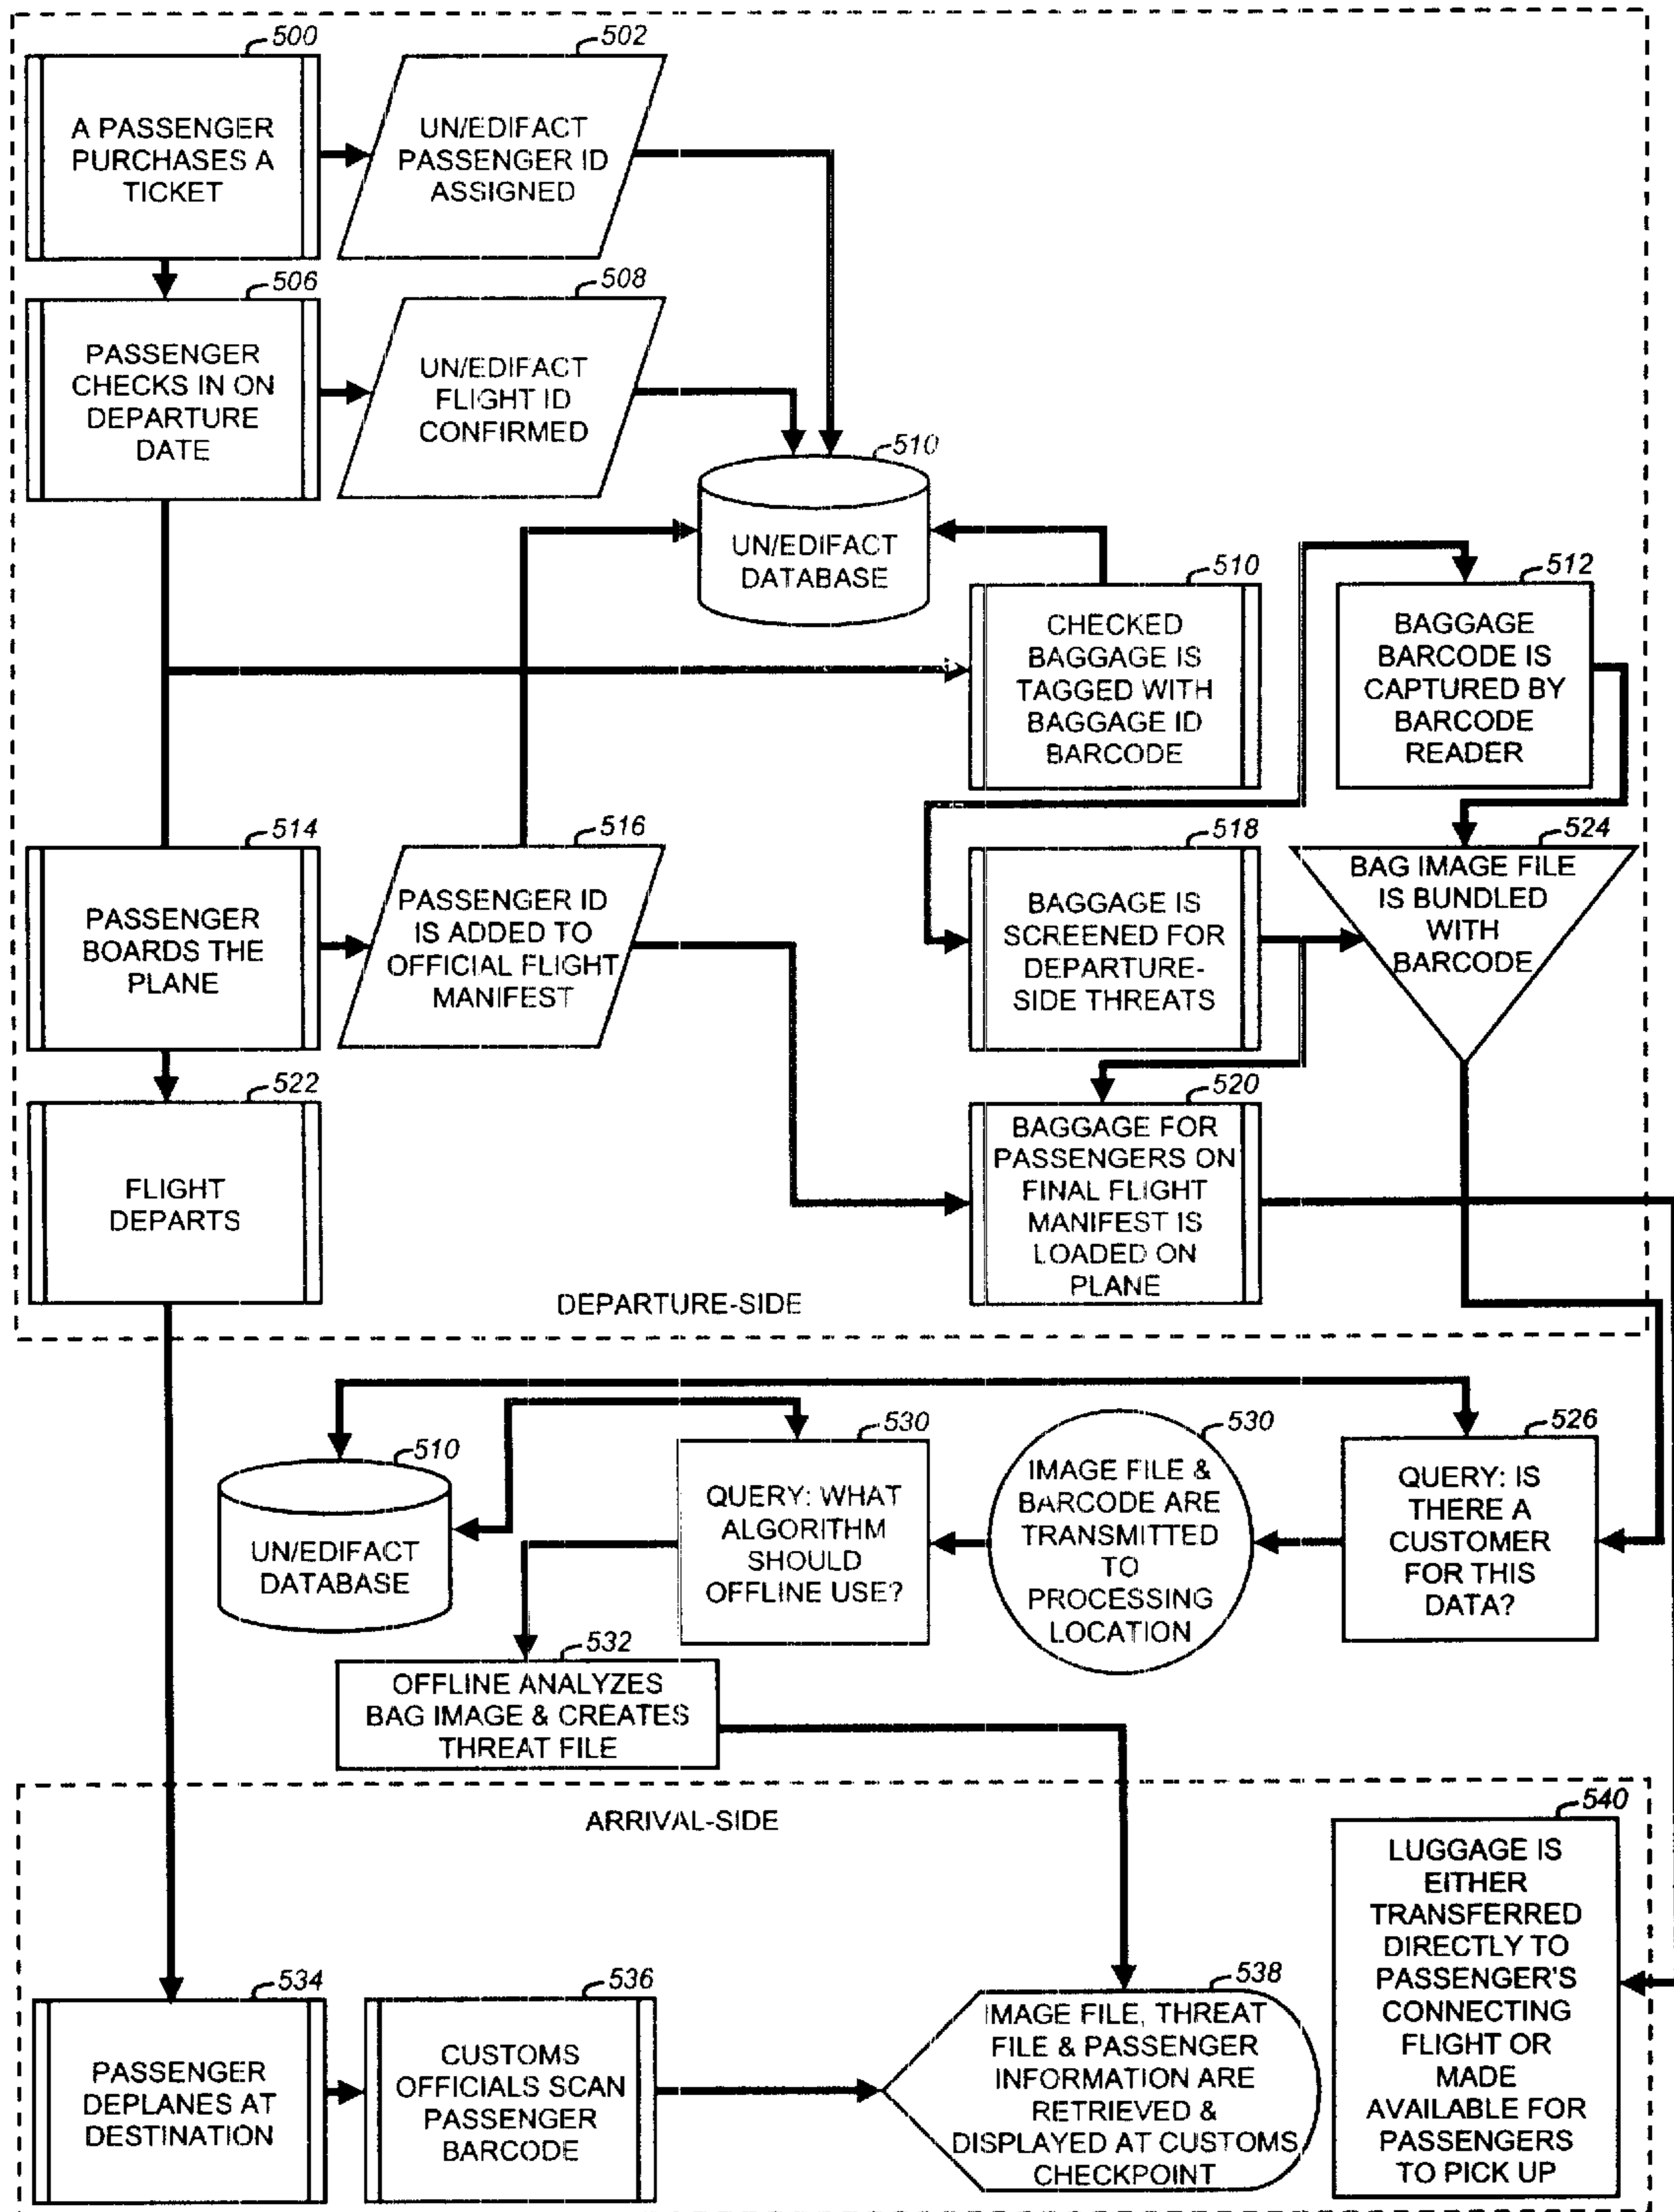 500
A PASSENGER
PURCHASES A
TICKET
502
UN/EDIFACT
PASSENGER ID
ASSIGNED
506
PASSENGER
CHECKS IN ON
DEPARTURE
DATE
508
UN/EDIFACT
FLIGHT ID
CONFIRMED
510
UN/EDIFACT
DATABASE
510
CHECKED
BAGGAGE IS
TAGGED WITH
BAGGAGE ID
BARCODE
512
BAGGAGE
BARCODE IS
CAPTURED BY
BARCODE
READER
514
PASSENGER
BOARDS THE
PLANE
516
PASSENGER ID
IS ADDED TO
OFFICIAL FLIGHT
MANIFEST
518
BAGGAGE IS
SCREENED FOR
DEPARTURE-
SIDE THREATS
524
BAG IMAGE FILE
IS BUNDLED
WITH
BARCODE
522
FLIGHT
DEPARTS
520
BAGGAGE FOR
PASSENGERS ON
FINAL FLIGHT
MANIFEST IS
LOADED ON
PLANE
DEPARTURE-SIDE
510
UN/EDIFACT
DATABASE
530
QUERY: WHAT
ALGORITHM
SHOULD
OFFLINE USE?
530
IMAGE FILE &
BARCODE ARE
TRANSMITTED
TO
PROCESSING
LOCATION
526
QUERY: IS
THERE A
CUSTOMER
FOR THIS
DATA?
532
OFFLINE ANALYZES
BAG IMAGE & CREATES
THREAT FILE
ARRIVAL-SIDE
534
PASSENGER
DEPLANES AT
DESTINATION
536
CUSTOMS
OFFICIALS SCAN
PASSENGER
BARCODE
538
IMAGE FILE, THREAT
FILE & PASSENGER
INFORMATION ARE
RETRIEVED &
DISPLAYED AT CUSTOMS
CHECKPOINT
540
LUGGAGE IS
EITHER
TRANSFERRED
DIRECTLY TO
PASSENGER'S
CONNECTING
FLIGHT OR
MADE
AVAILABLE FOR
PASSENGERS
TO PICK UP